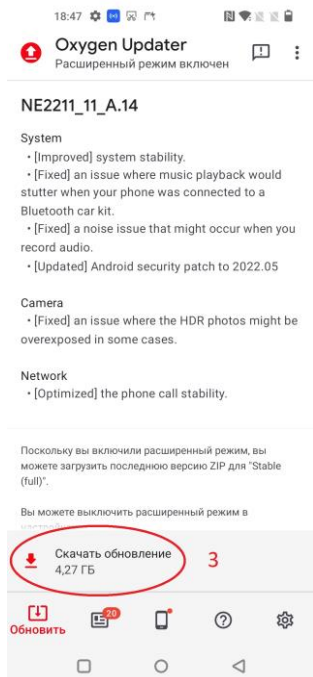 18:47
Oxygen Updater
Расширенный режим включен
NE2211_11_A.14
System
• [Improved] system stability.
• [Fixed] an issue where music playback would
stutter when your phone was connected to a
Bluetooth car kit.
• [Fixed] a noise issue that might occur when you
record audio.
• [Updated] Android security patch to 2022.05
Camera
• [Fixed] an issue where the HDR photos might be
overexposed in some cases.
Network
• [Optimized] the phone call stability.
Поскольку вы включили расширенный режим, вы
можете загрузить последнюю версию ZIP для "Stable
(full)".
Вы можете выключить расширенный режим в
Скачать обновление
4,27 ГБ
3
20
Обновить